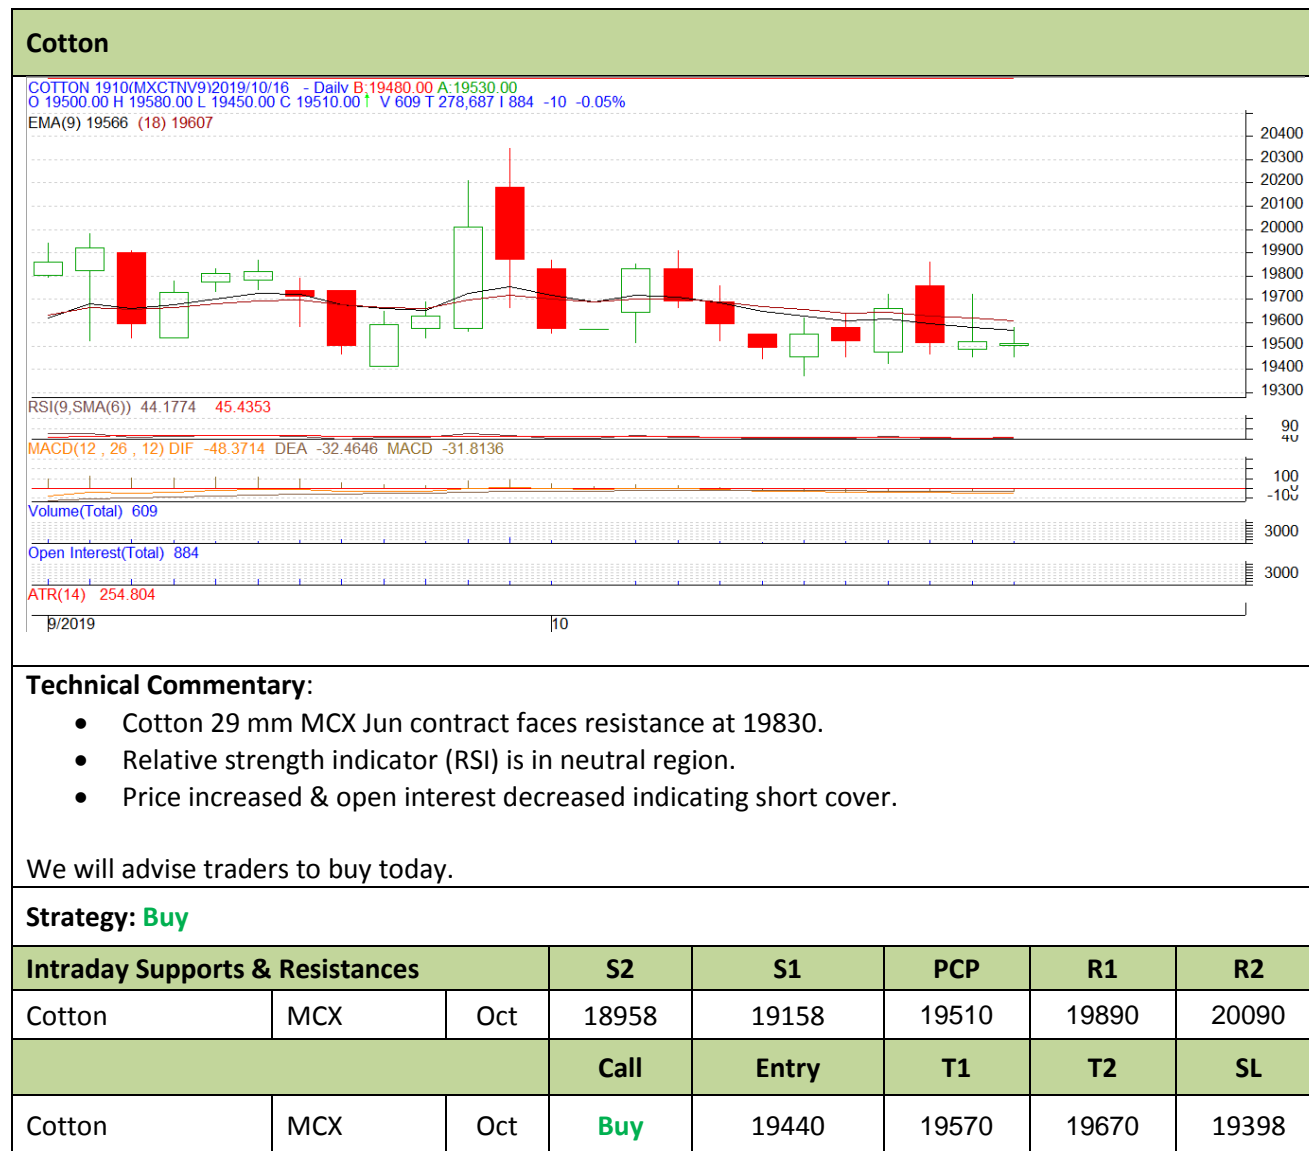 Cotton
COTTON 1910(MXCTNV9)2019/10/16 - Daily B:19480.00 A:19530.00
O 19500.00 H 19580.00 L 19450.00 C 19510.00↑ V 609 T 278,687 I 884 -10 -0.05%
EMA(9) 19566 (18) 19607
20400
20300
20200
20100
20000
19900
19800
19700
19600
19500
19400
19300
RSI(9,SMA(6)) 44.1774 45.4353
90
40
MACD(12 , 26 , 12) DIF -48.3714 DEA -32.4646 MACD -31.8136
100
0
-100
Volume(Total) 609
3000
Open Interest(Total) 884
3000
ATR(14) 254.804
9/2019 10
Technical Commentary:
• Cotton 29 mm MCX Jun contract faces resistance at 19830.
• Relative strength indicator (RSI) is in neutral region.
• Price increased & open interest decreased indicating short cover.
We will advise traders to buy today.
Strategy: Buy
Intraday Supports & Resistances S2 S1 PCP R1 R2
Cotton MCX Oct 18958 19158 19510 19890 20090
Call Entry T1 T2 SL
Cotton MCX Oct Buy 19440 19570 19670 19398